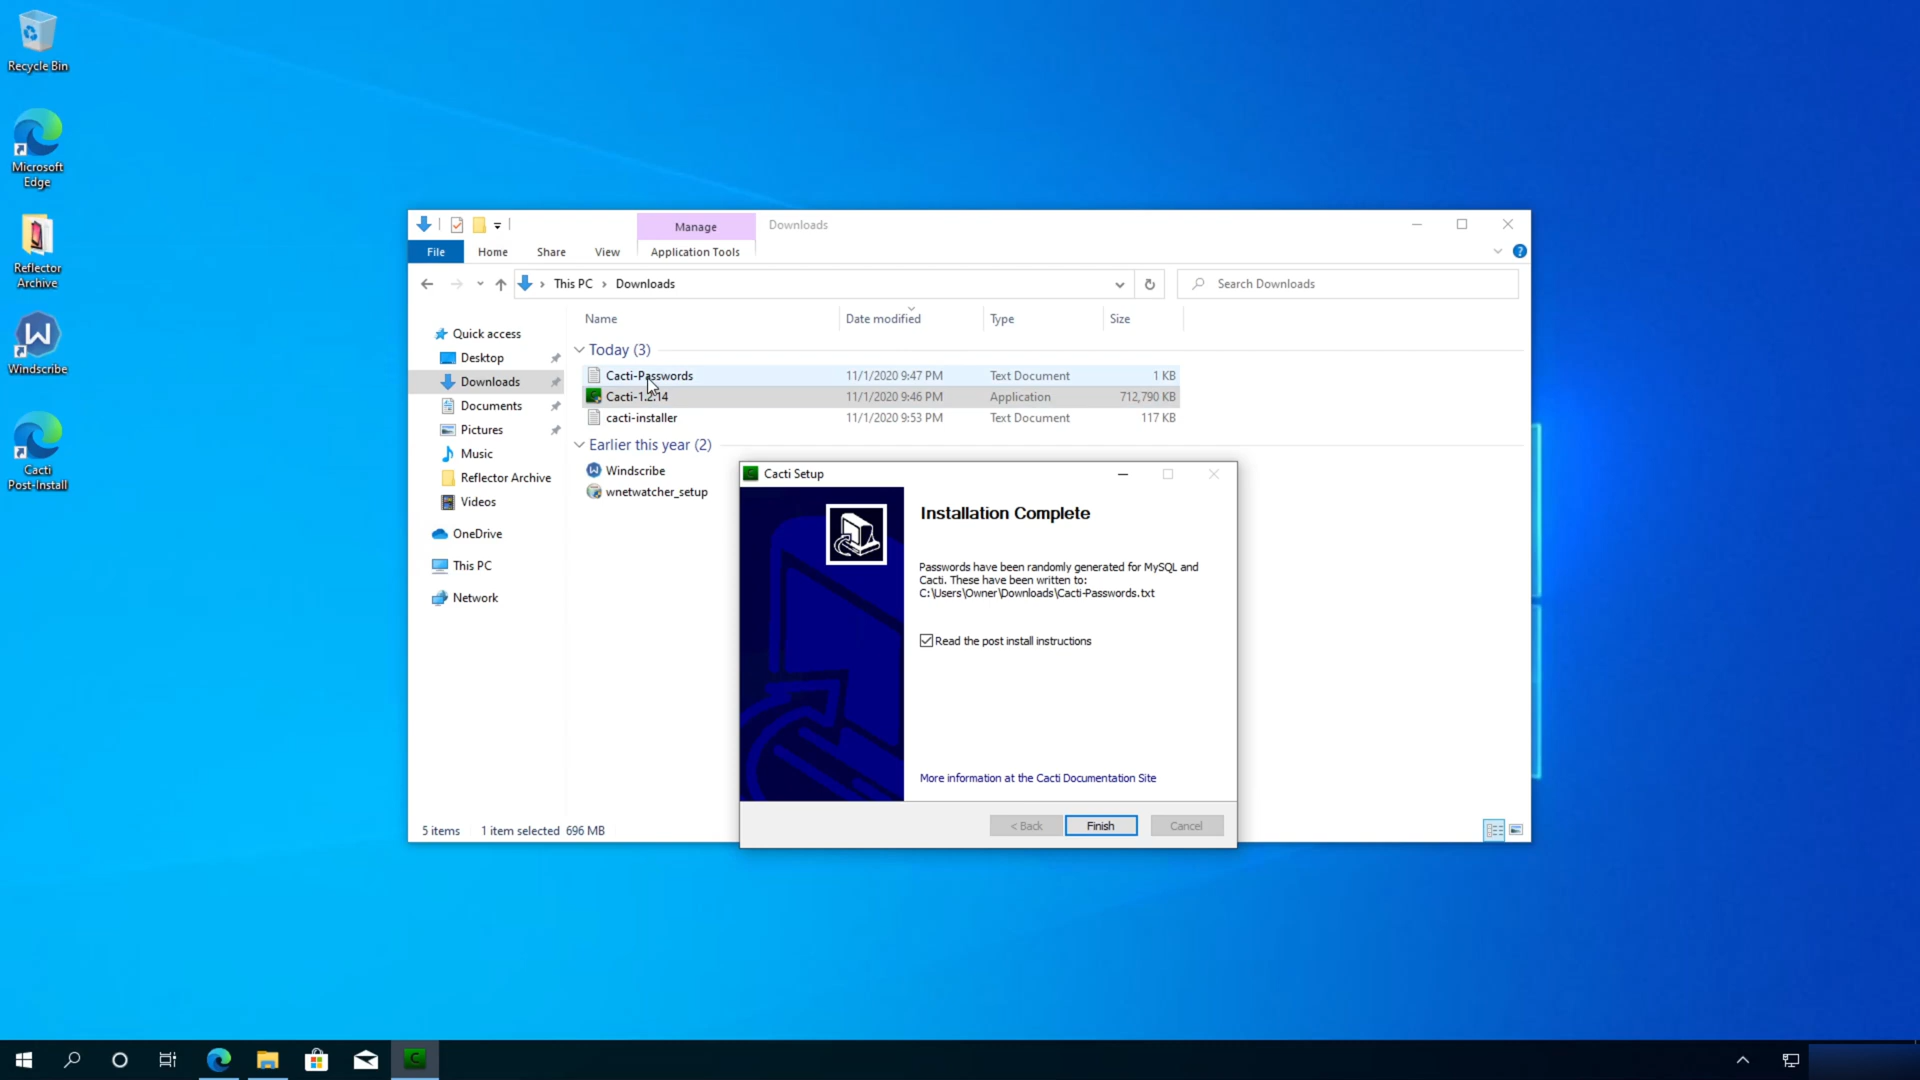 Recycle Bin
Microsoft
Edge
Reflector
Archive
Windscribe
Cacti
Post-Install
Manage
Downloads
File
Home
Share
View
Application Tools
This PC
Downloads
Search Downloads
Name
Date modified
Type
Size
Quick access
Desktop
Downloads
Documents
Pictures
Music
Reflector Archive
Videos
OneDrive
This PC
Network
Today (3)
Cacti-Passwords 11/1/2020 9:47 PM Text Document 1 KB
Cacti-1.2.14 11/1/2020 9:46 PM Application 712,790 KB
cacti-installer 11/1/2020 9:53 PM Text Document 117 KB
Earlier this year (2)
Windscribe
wnetwatcher_setup
5 items 1 item selected 696 MB
Cacti Setup
Installation Complete
Passwords have been randomly generated for MySQL and
Cacti. These have been written to:
C:\Users\Owner\Downloads\Cacti-Passwords.txt
Read the post install instructions
More information at the Cacti Documentation Site
< Back
Finish
Cancel